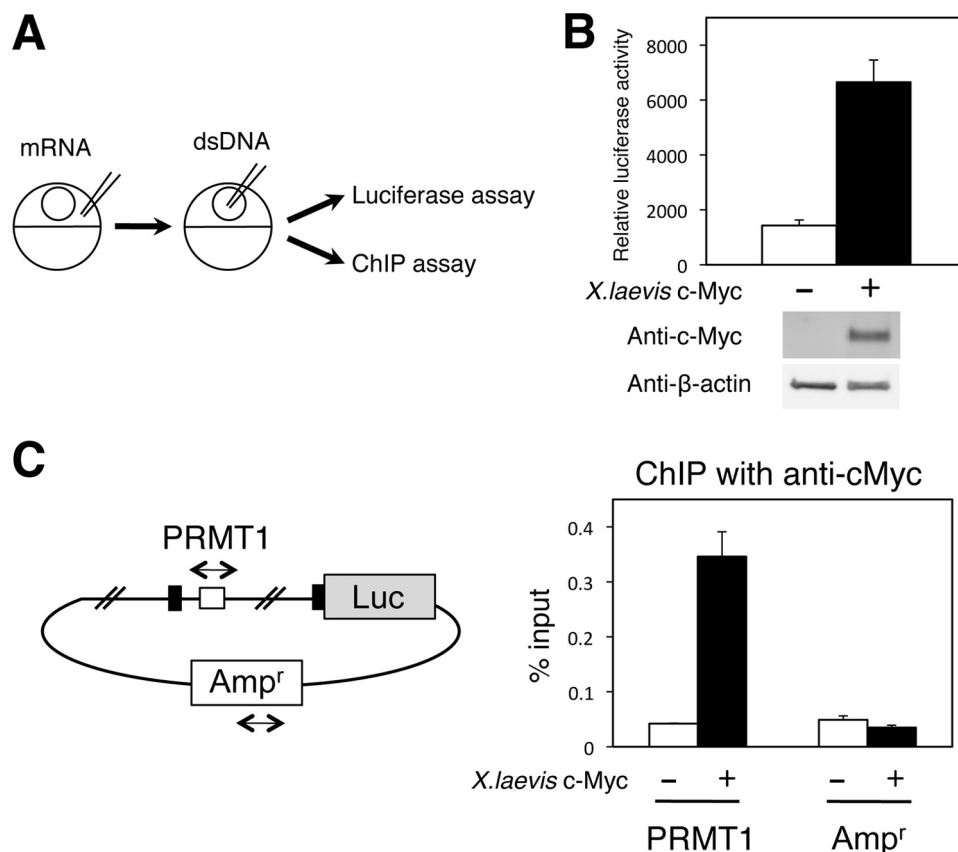 A
mRNA
dsDNA
Luciferase assay
ChIP assay
B
Relative luciferase activity
8000
6000
4000
2000
0
X.laevis c-Myc – +
Anti-c-Myc
Anti-β-actin
C
PRMT1
Luc
Ampʳ
ChIP with anti-cMyc
% input
0.4
0.3
0.2
0.1
0
X.laevis c-Myc – + – +
PRMT1 Ampʳ